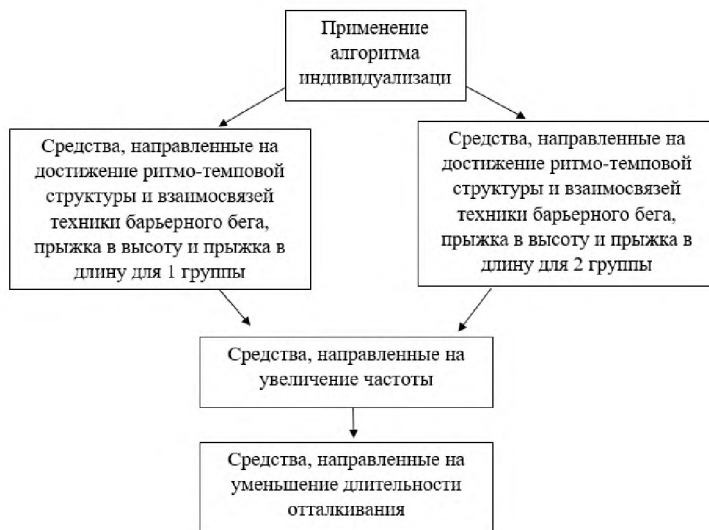 Применение
алгоритма
индивидуализаци
Средства, направленные на
достижение ритмо-темповой
структуры и взаимосвязей
техники барьерного бега,
прыжка в высоту и прыжка в
длину для 1 группы
Средства, направленные на
достижение ритмо-темповой
структуры и взаимосвязей
техники барьерного бега,
прыжка в высоту и прыжка в
длину для 2 группы
Средства, направленные на
увеличение частоты
Средства, направленные на
уменьшение длительности
отталкивания